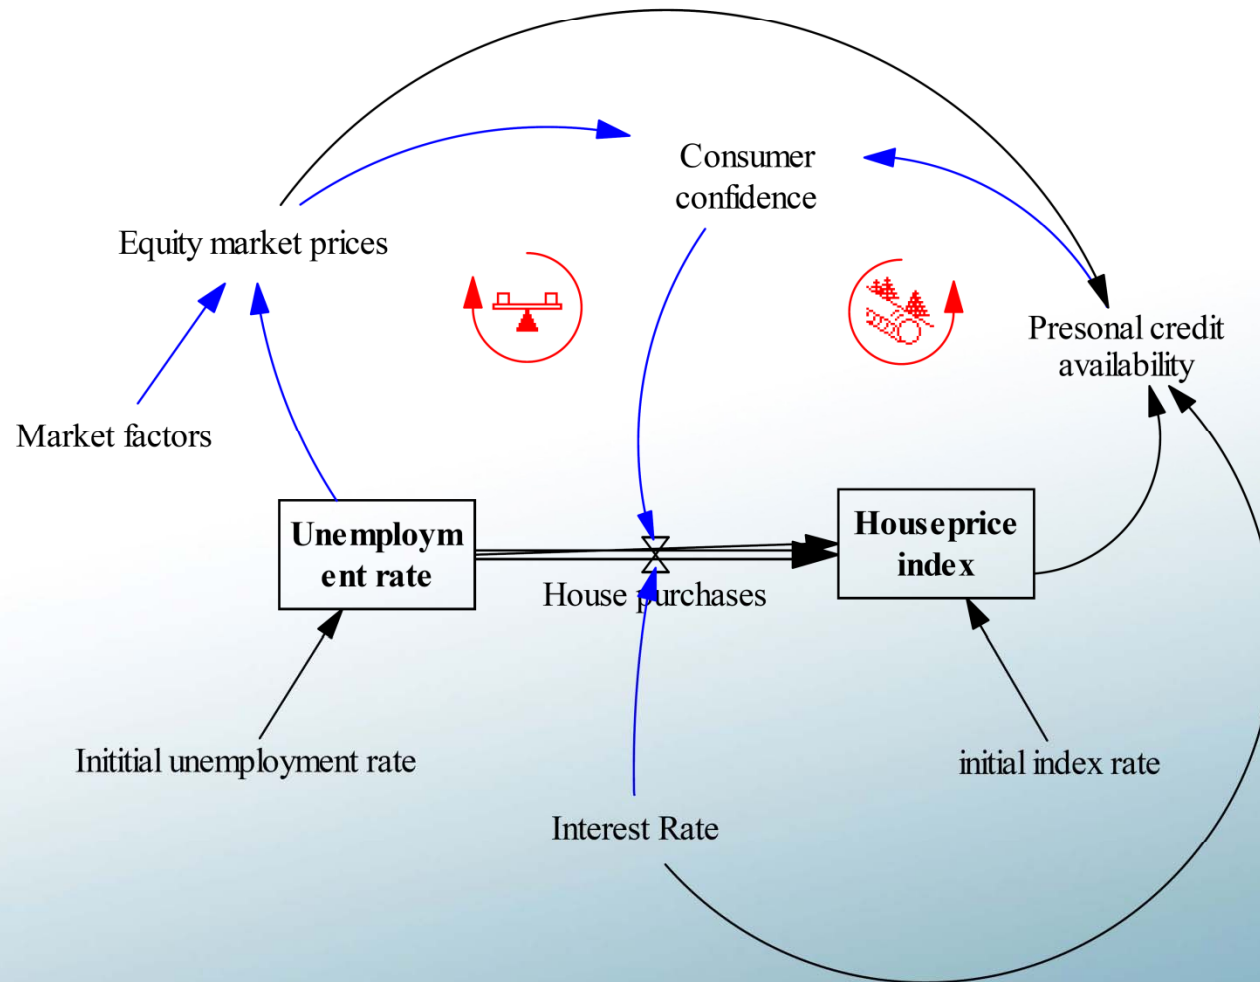 Consumer
confidence
Equity market prices
Presonal credit
availability
Market factors
Unemploym
ent rate
House purchases
Houseprice
index
Inititial unemployment rate
initial index rate
Interest Rate